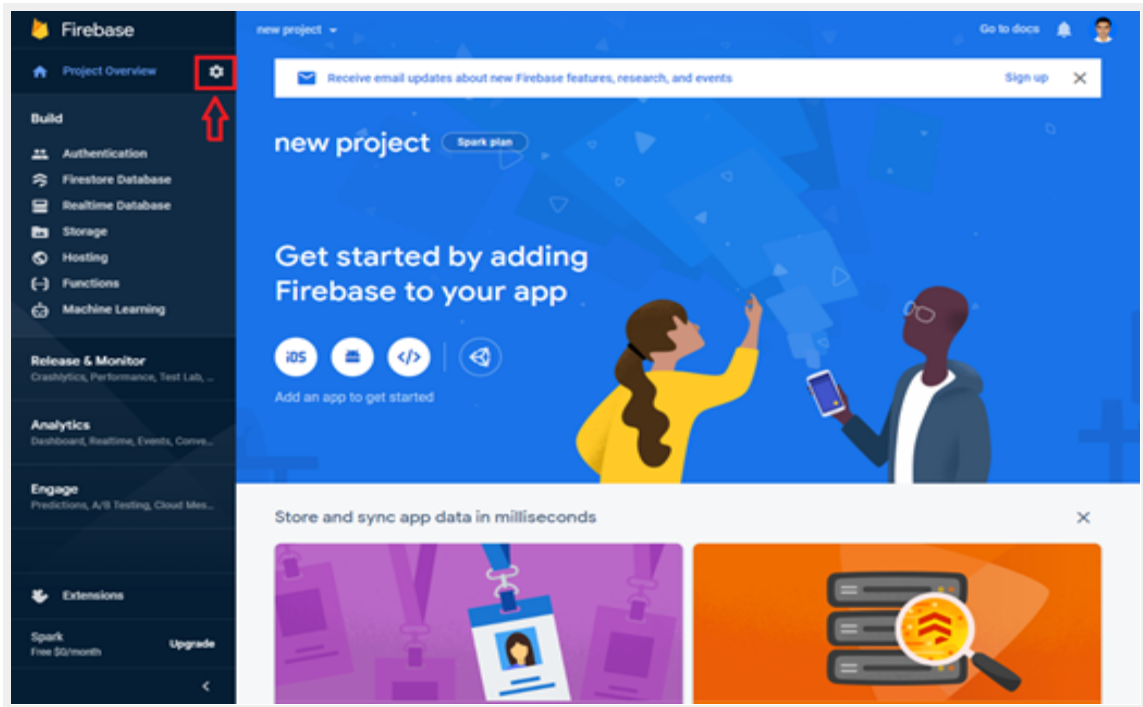 Firebase
Project Overview
Build
Authentication
Firestore Database
Realtime Database
Storage
Hosting
Functions
Machine Learning
Release & Monitor
Crashlytics, Performance, Test Lab, ...
Analytics
Dashboard, Realtime, Events, Conve...
Engage
Predictions, A/B Testing, Cloud Mes...
Extensions
Spark
Free $0/month
Upgrade
new project
Go to docs
Receive email updates about new Firebase features, research, and events
Sign up
new project
Spark plan
Get started by adding
Firebase to your app
iOS
Add an app to get started
Store and sync app data in milliseconds